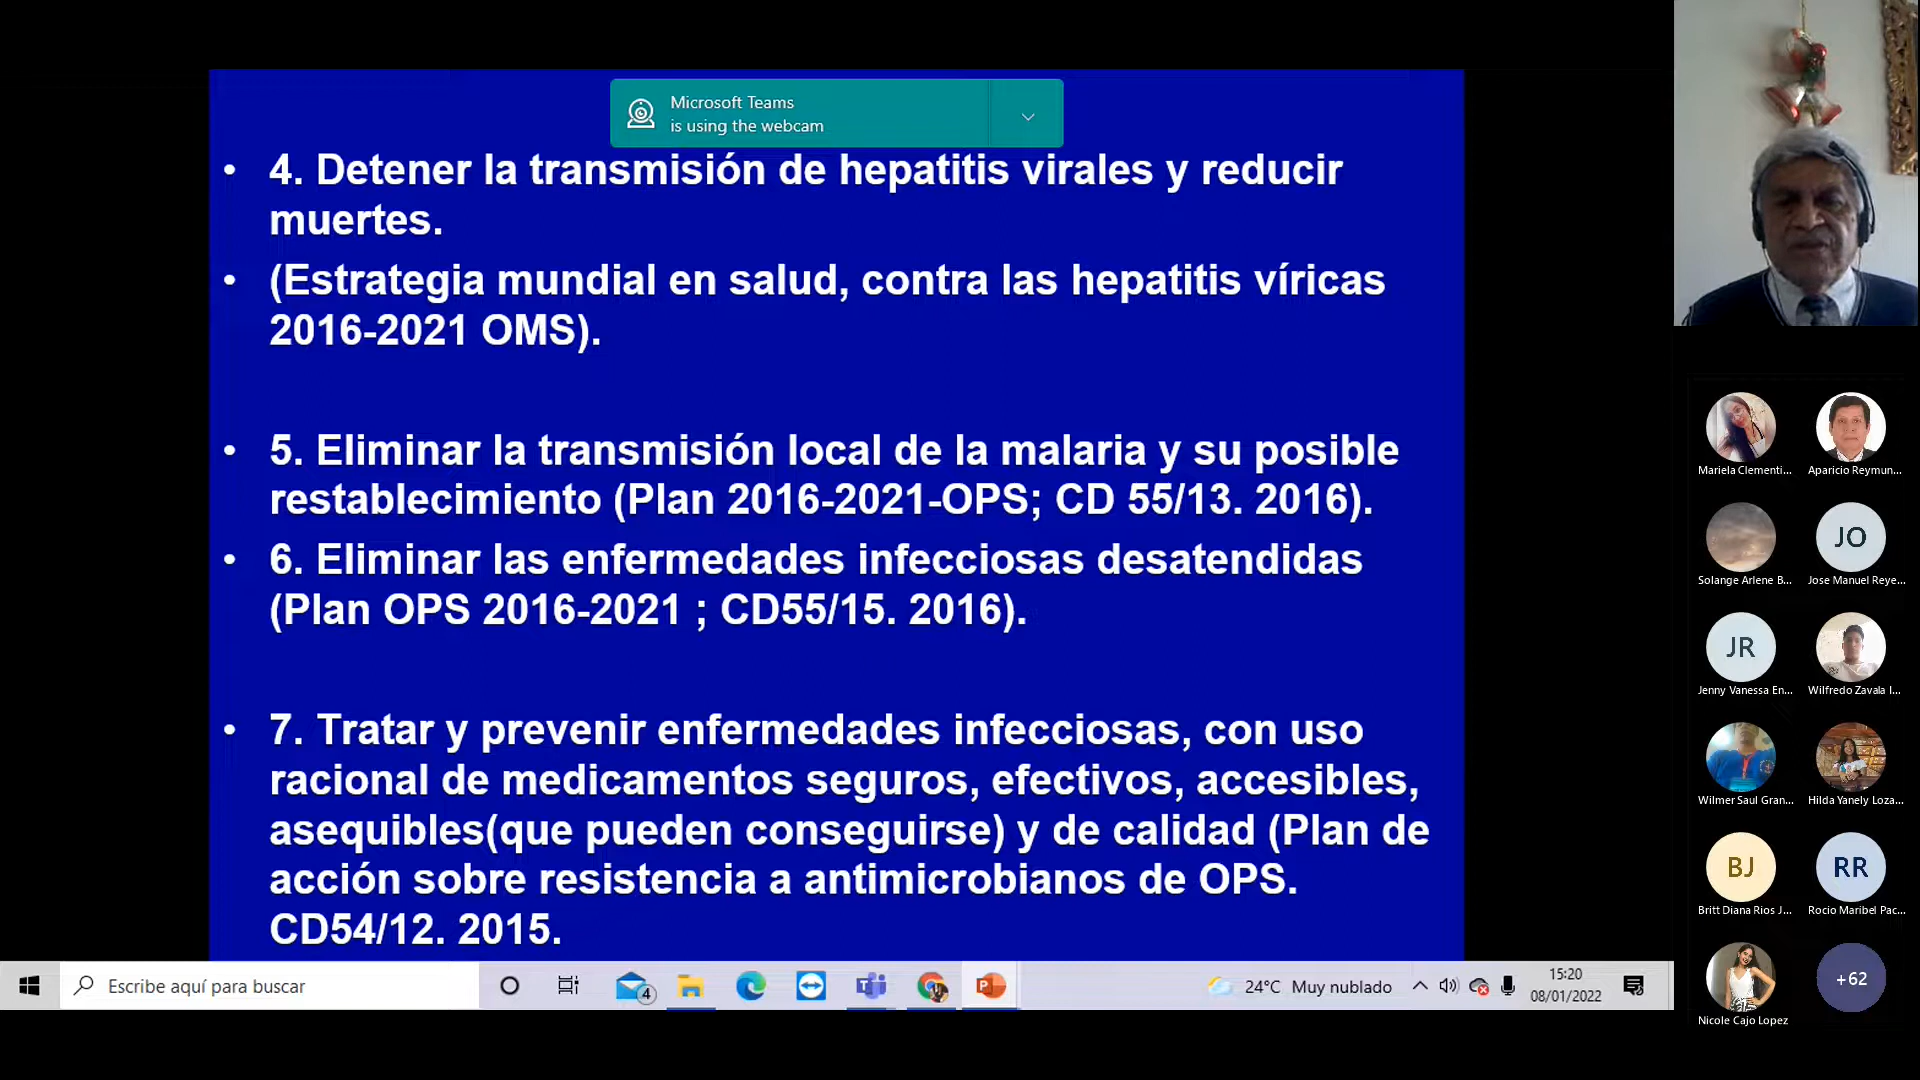 Microsoft Teams
is using the webcam
• 4. Detener la transmisión de hepatitis virales y reducir
muertes.
• (Estrategia mundial en salud, contra las hepatitis víricas
2016-2021 OMS).
• 5. Eliminar la transmisión local de la malaria y su posible
restablecimiento (Plan 2016-2021-OPS; CD 55/13. 2016).
• 6. Eliminar las enfermedades infecciosas desatendidas
(Plan OPS 2016-2021 ; CD55/15. 2016).
• 7. Tratar y prevenir enfermedades infecciosas, con uso
racional de medicamentos seguros, efectivos, accesibles,
asequibles(que pueden conseguirse) y de calidad (Plan de
acción sobre resistencia a antimicrobianos de OPS.
CD54/12. 2015.
Escribe aquí para buscar
4
24°C Muy nublado
15:20
08/01/2022
Mariela Clementi... Aparicio Reymun...
JO
Solange Arlene B... Jose Manuel Reye...
JR
Jenny Vanessa En... Wilfredo Zavala I...
Wilmer Saul Gran... Hilda Yanely Loza...
BJ RR
Britt Diana Rios J... Rocio Maribel Pac...
+62
Nicole Cajo Lopez